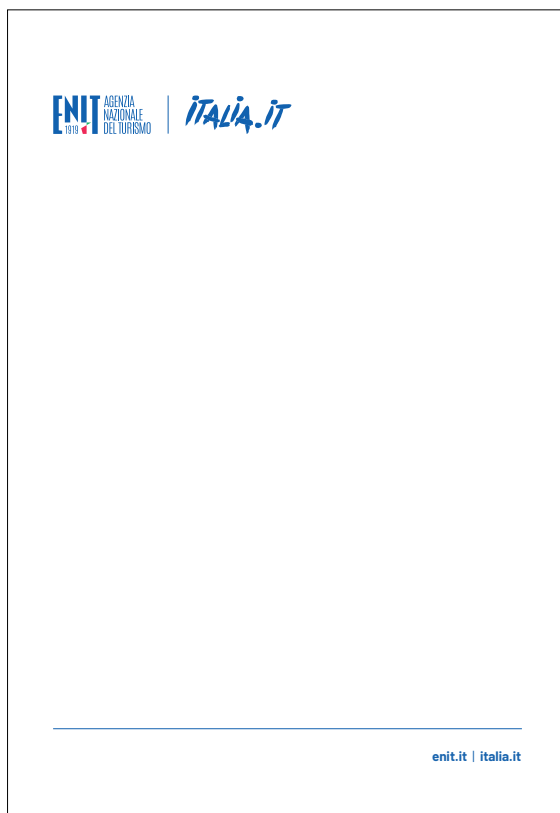 ENIT
1919
AGENZIA
NAZIONALE
DEL TURISMO
iTALiA.iT
enit.it | italia.it